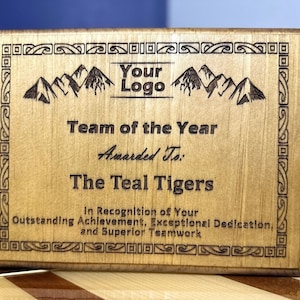 Your
Logo
Team of the Year
Awarded To:
The Teal Tigers
In Recognition of Your
Outstanding Achievement, Exceptional Dedication,
and Superior Teamwork